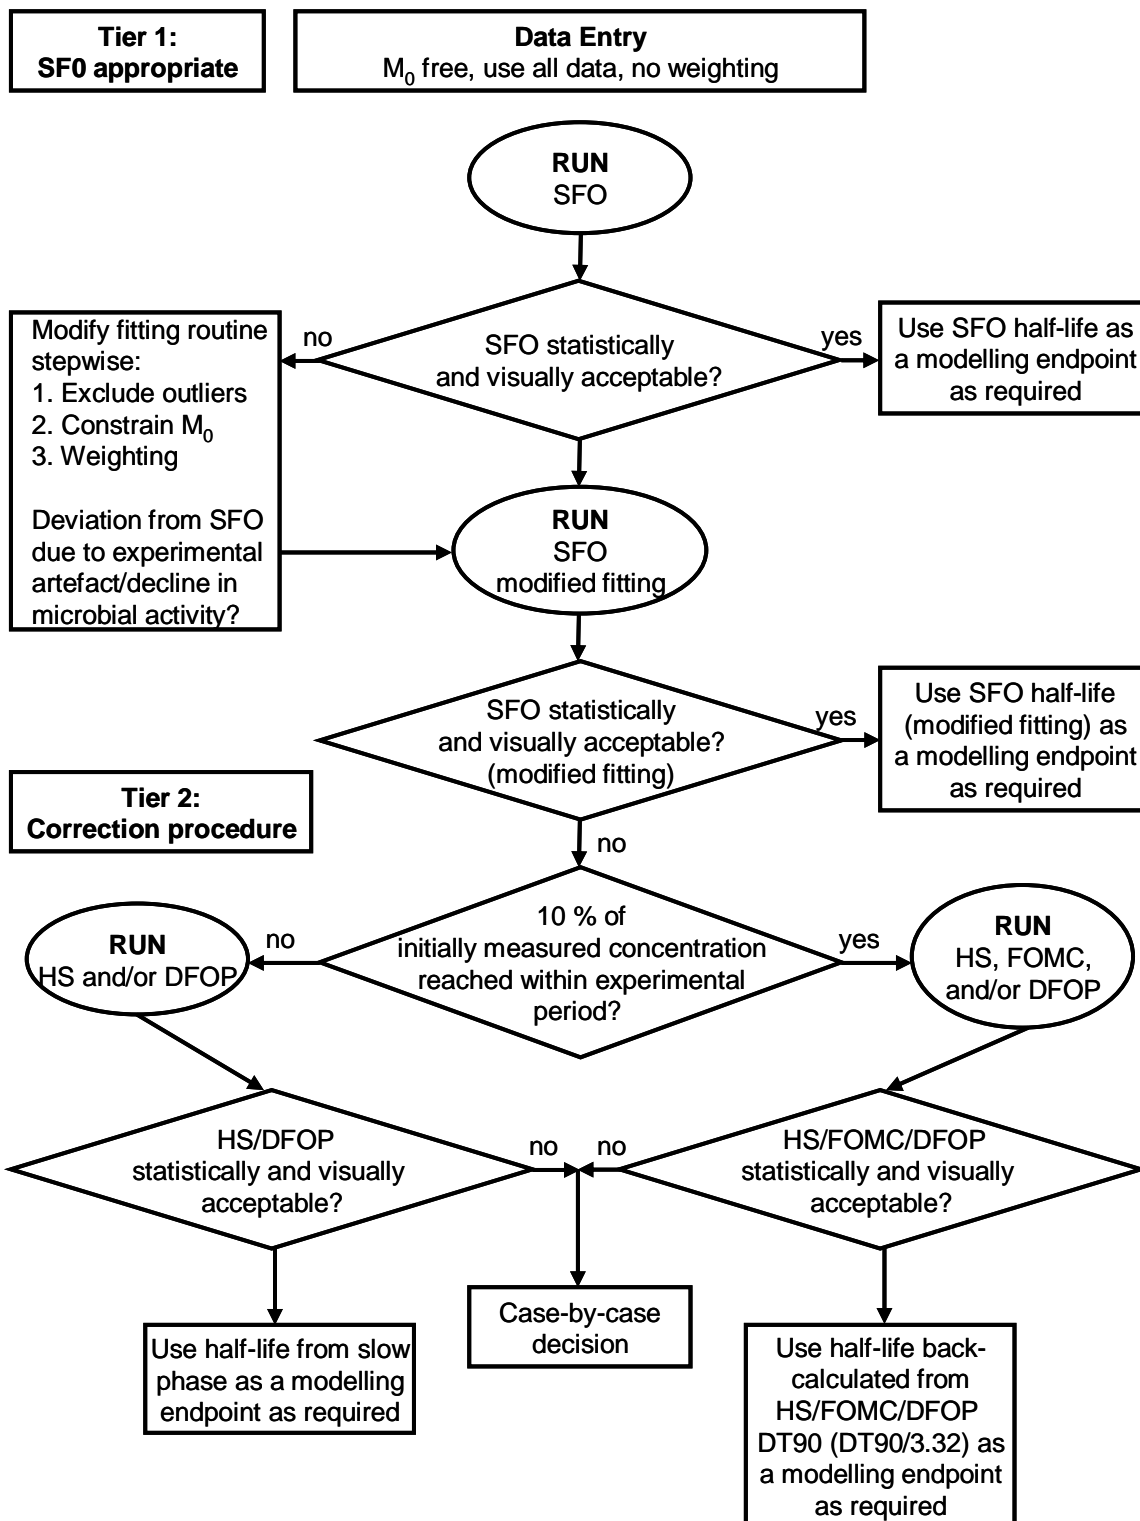 Tier 1:
SF0 appropriate
Data Entry
M0 free, use all data, no weighting
RUN
SFO
no
SFO statistically
and visually acceptable?
yes
Use SFO half-life as
a modelling endpoint
as required
Modify fitting routine
stepwise:
1. Exclude outliers
2. Constrain M0
3. Weighting
Deviation from SFO
due to experimental
artefact/decline in
microbial activity?
RUN
SFO
modified fitting
SFO statistically
and visually acceptable?
(modified fitting)
yes
Use SFO half-life
(modified fitting) as
a modelling endpoint
as required
Tier 2:
Correction procedure
no
10 % of
initially measured concentration
reached within experimental
period?
no
yes
RUN
HS and/or DFOP
RUN
HS, FOMC,
and/or DFOP
HS/DFOP
statistically and visually
acceptable?
no
no
HS/FOMC/DFOP
statistically and visually
acceptable?
Use half-life from slow
phase as a modelling
endpoint as required
Case-by-case
decision
Use half-life back-
calculated from
HS/FOMC/DFOP
DT90 (DT90/3.32) as
a modelling endpoint
as required